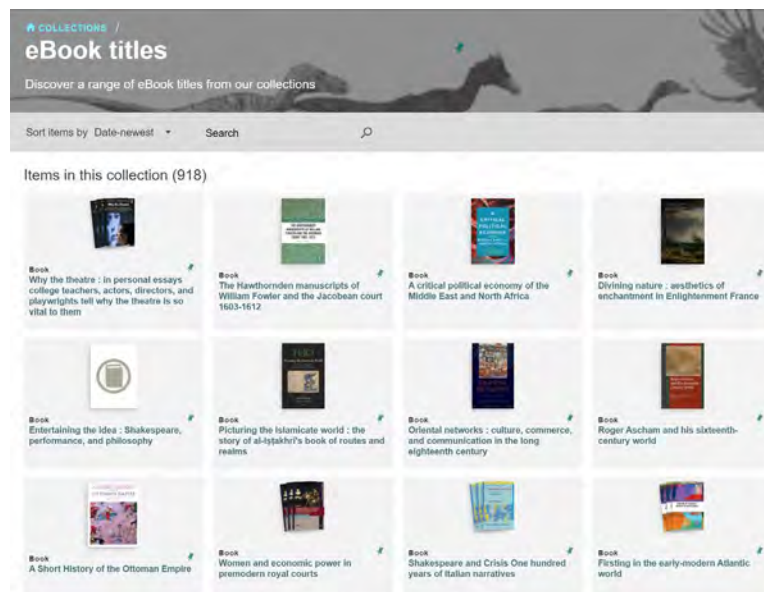 COLLECTIONS /
eBook titles
Discover a range of eBook titles from our collections
Sort items by Date-newest
Search
Items in this collection (918)
Book
Why the theatre : in personal essays
college teachers, actors, directors, and
playwrights tell why the theatre is so
vital to them
Book
The Hawthornden manuscripts of
William Fowler and the Jacobean court
1603-1612
Book
A critical political economy of the
Middle East and North Africa
Book
Divining nature : aesthetics of
enchantment in Enlightenment France
Book
Entertaining the idea : Shakespeare,
performance, and philosophy
Book
Picturing the Islamicate world : the
story of al-Iṣṭakhri's book of routes and
realms
Book
Oriental networks : culture, commerce,
and communication in the long
eighteenth century
Book
Roger Ascham and his sixteenth-
century world
Book
A Short History of the Ottoman Empire
Book
Women and economic power in
premodern royal courts
Book
Shakespeare and Crisis One hundred
years of Italian narratives
Book
Firsting in the early-modern Atlantic
world